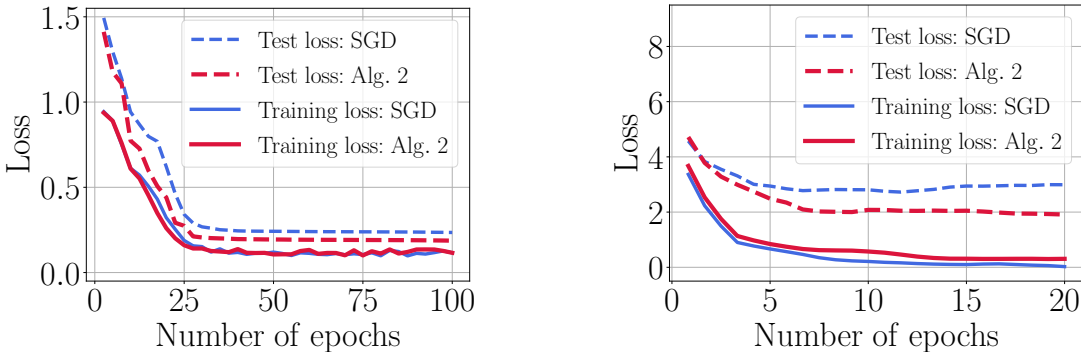 1.5
1.0
0.5
0.0
Loss
0
25
50
75
100
Number of epochs
Test loss: SGD
Test loss: Alg. 2
Training loss: SGD
Training loss: Alg. 2
8
6
4
2
0
Loss
0
5
10
15
20
Number of epochs
Test loss: SGD
Test loss: Alg. 2
Training loss: SGD
Training loss: Alg. 2